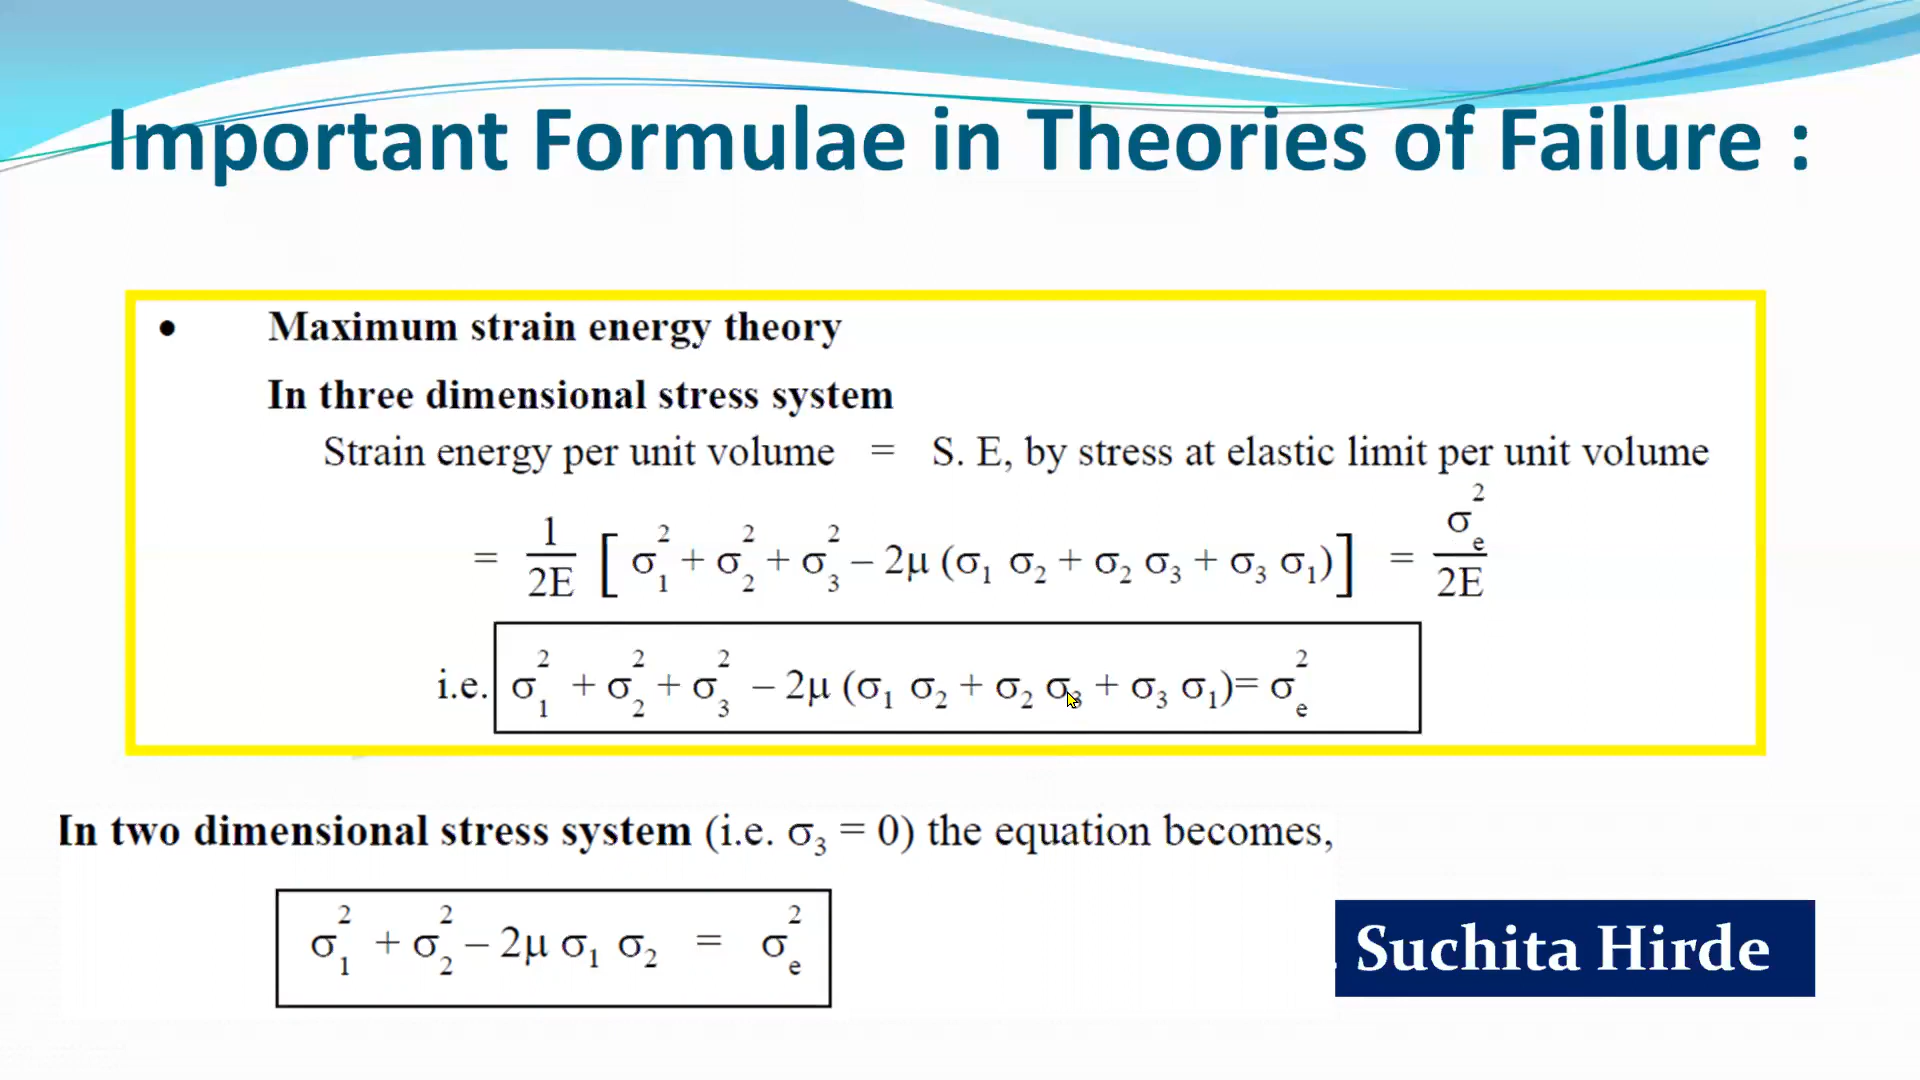 Important Formulae in Theories of Failure :
• Maximum strain energy theory
In three dimensional stress system
Strain energy per unit volume = S. E, by stress at elastic limit per unit volume
= 1/2E [ σ₁² + σ₂² + σ₃² – 2μ (σ₁ σ₂ + σ₂ σ₃ + σ₃ σ₁)] = σₑ²/2E
i.e. σ₁² + σ₂² + σ₃² – 2μ (σ₁ σ₂ + σ₂ σ₃ + σ₃ σ₁)= σₑ²
In two dimensional stress system (i.e. σ₃ = 0) the equation becomes,
σ₁² + σ₂² – 2μ σ₁ σ₂ = σₑ²
. Suchita Hirde